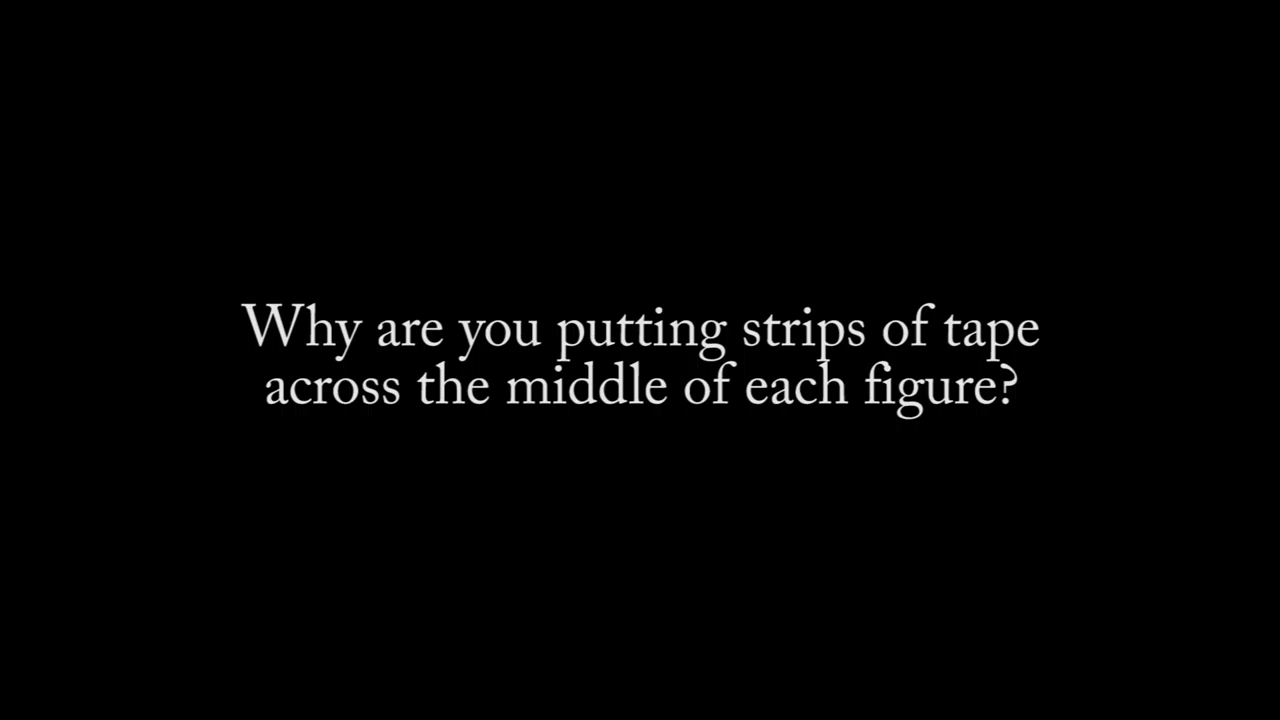 Why are you putting strips of tape
across the middle of each figure?